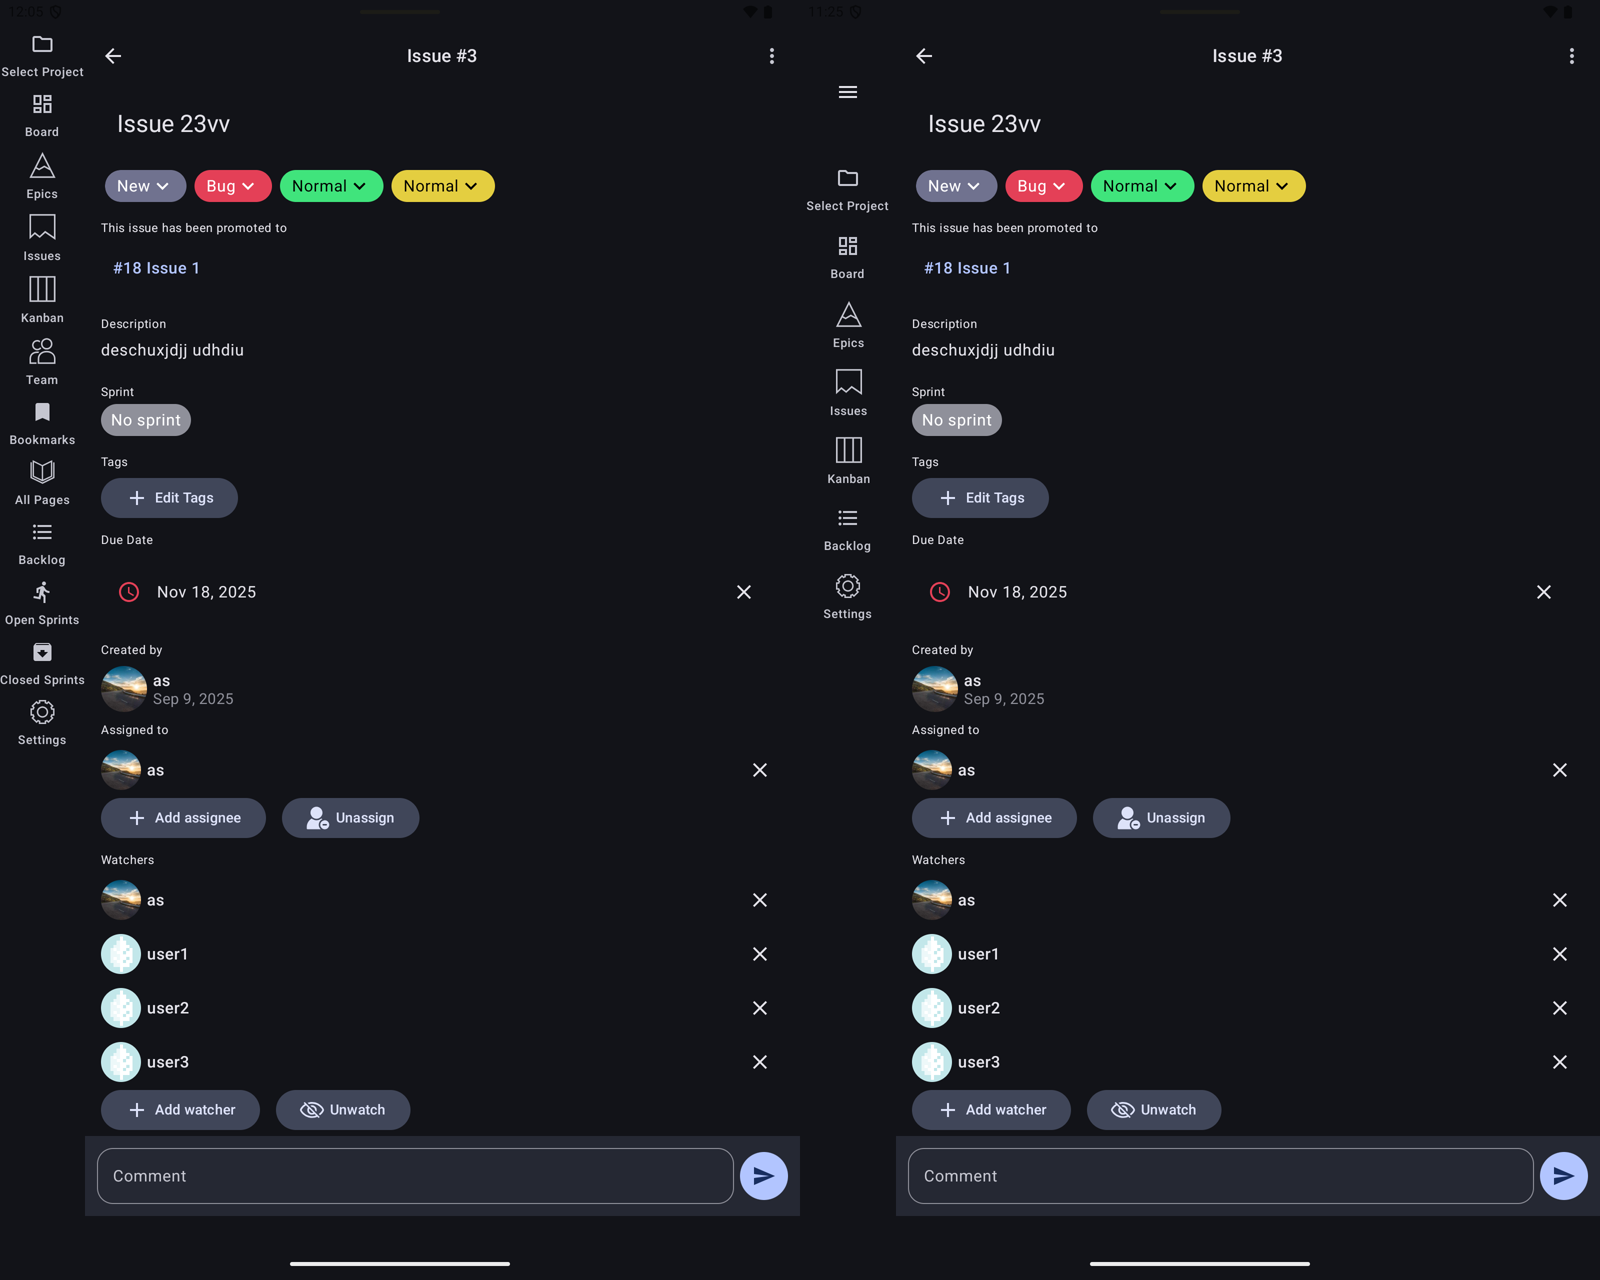 12:05
Select Project
Board
Epics
Issues
Kanban
Team
Bookmarks
All Pages
Backlog
Open Sprints
Closed Sprints
Settings
Issue #3
Issue 23vv
New Bug Normal Normal
This issue has been promoted to
#18 Issue 1
Description
deschuxjdjj udhdiu
Sprint
No sprint
Tags
Edit Tags
Due Date
Nov 18, 2025
Created by
as
Sep 9, 2025
Assigned to
as
Add assignee Unassign
Watchers
as
user1
user2
user3
Add watcher Unwatch
Comment
11:25
Select Project
Board
Epics
Issues
Kanban
Backlog
Settings
Issue #3
Issue 23vv
New Bug Normal Normal
This issue has been promoted to
#18 Issue 1
Description
deschuxjdjj udhdiu
Sprint
No sprint
Tags
Edit Tags
Due Date
Nov 18, 2025
Created by
as
Sep 9, 2025
Assigned to
as
Add assignee Unassign
Watchers
as
user1
user2
user3
Add watcher Unwatch
Comment